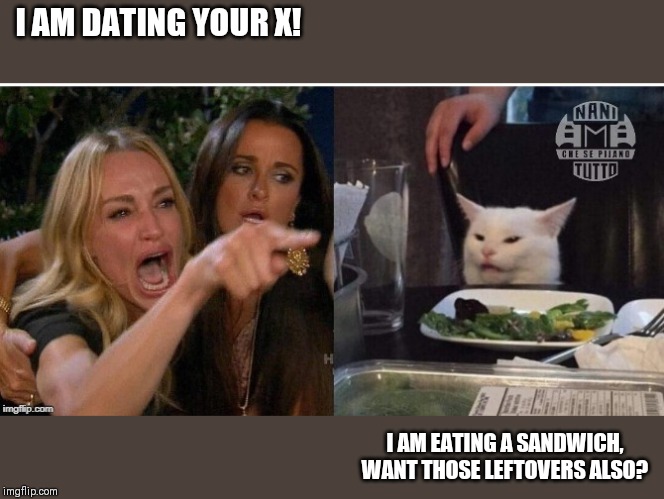 I AM DATING YOUR X!
NANI
M
CHE SE PIJANO
TUTTO
H
imgflip.com
I AM EATING A SANDWICH,
WANT THOSE LEFTOVERS ALSO?
imgflip.com